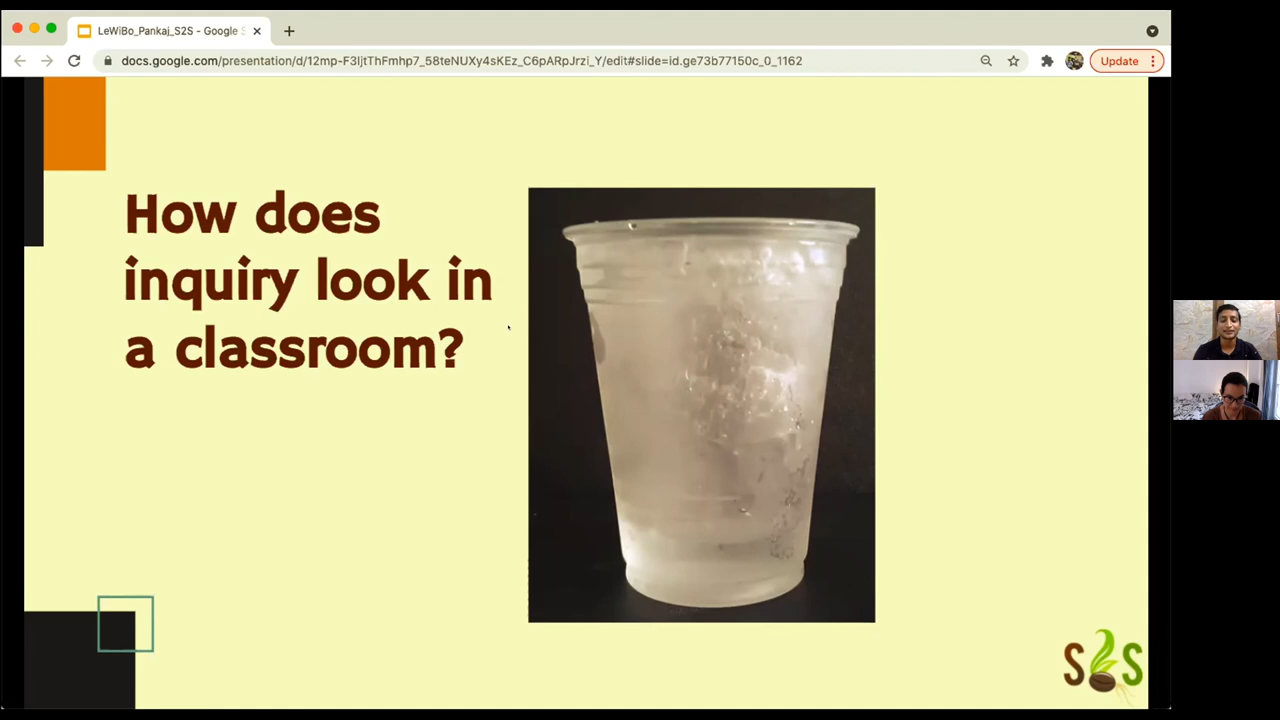 LeWiBo_Pankaj_S2S - Google S
docs.google.com/presentation/d/12mp-F3IjtThFmhp7_58teNUXy4sKEz_C6pARpJrzi_Y/edit#slide=id.ge73b77150c_0_1162
Update
How does
inquiry look in
a classroom?
S2S